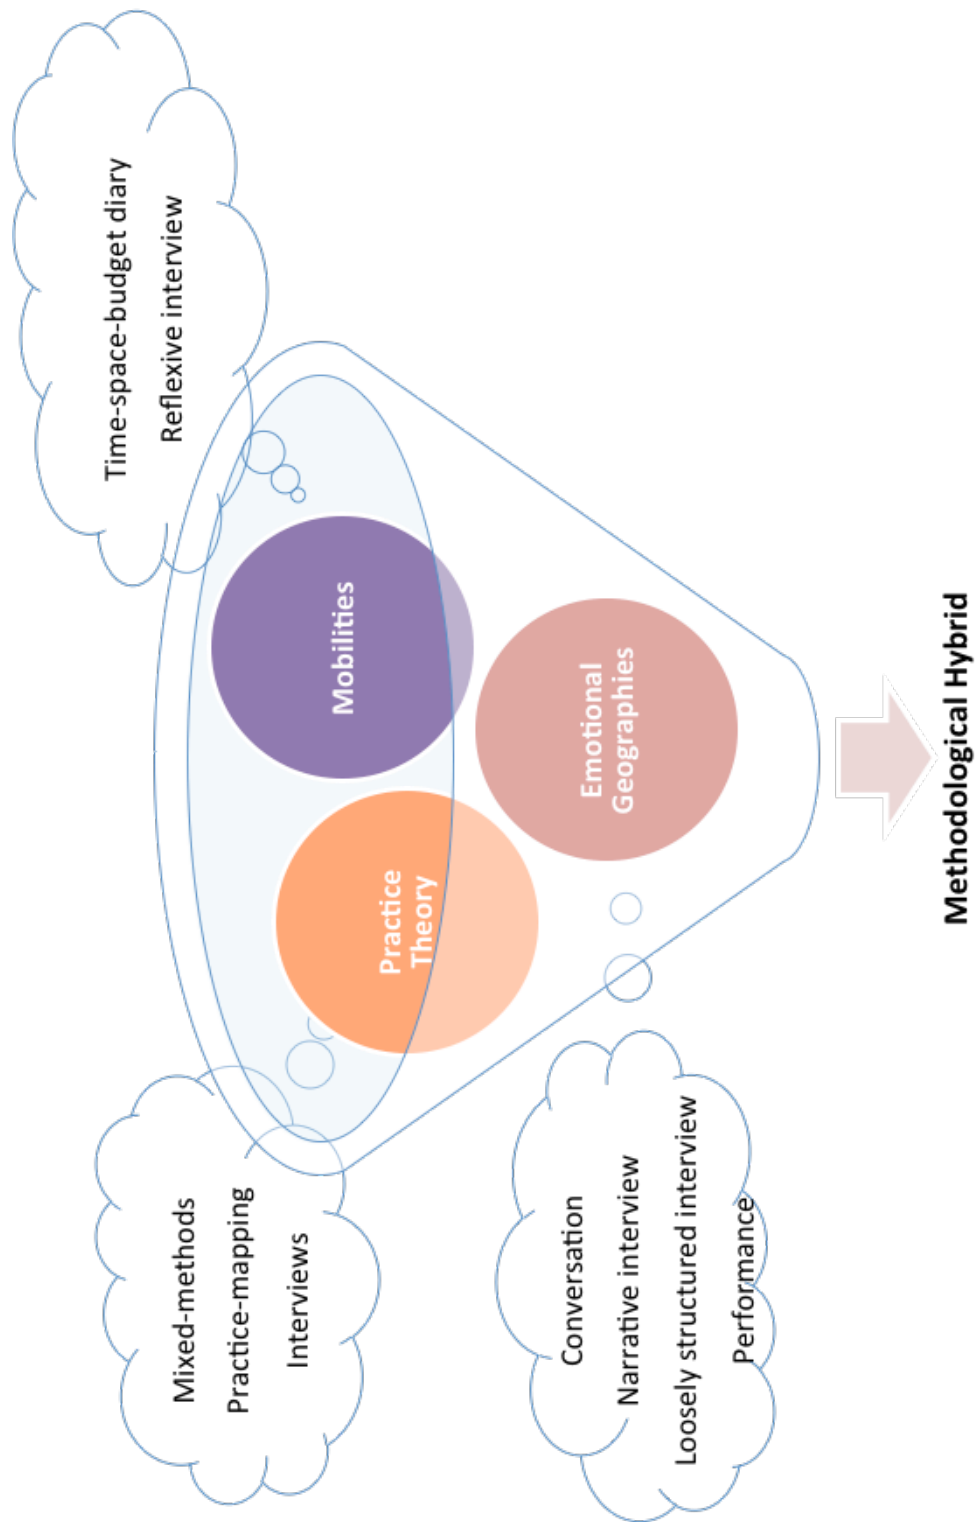 Mixed-methods
Practice-mapping
Interviews
Time-space-budget diary
Reflexive interview
Practice
Theory
Mobilities
Emotional
Geographies
Conversation
Narrative interview
Loosely structured interview
Performance
Methodological Hybrid